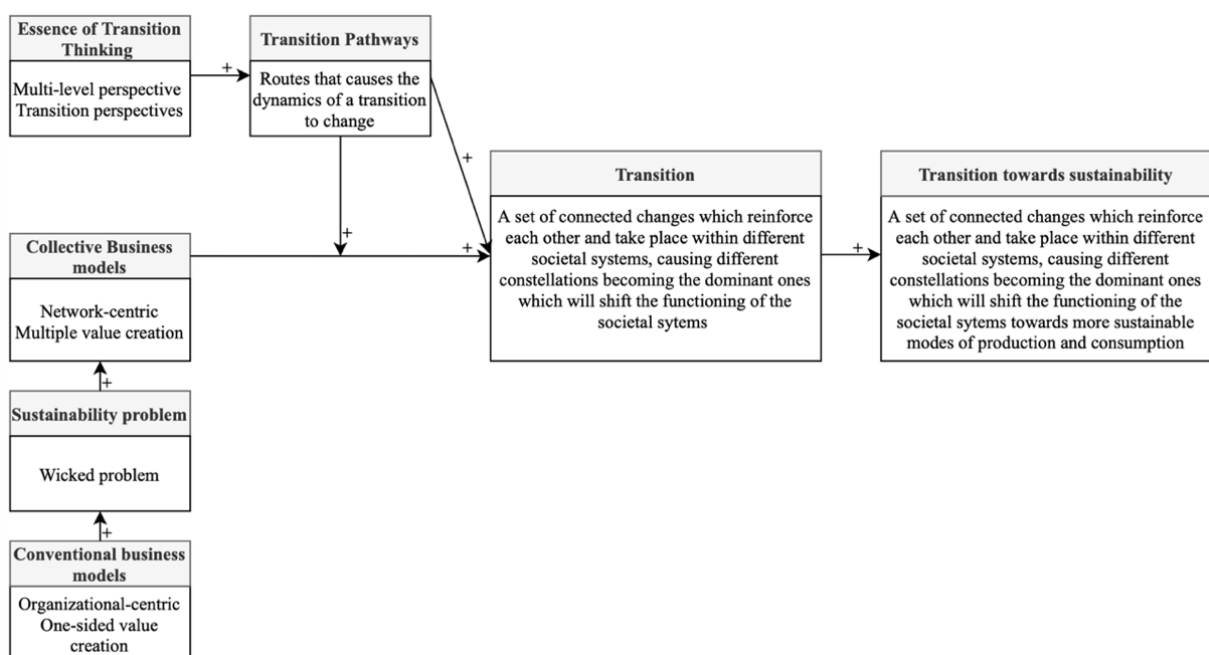 Essence of Transition
Thinking
Multi-level perspective
Transition perspectives
+
Transition Pathways
Routes that causes the
dynamics of a transition
to change
+
+
Collective Business
models
Network-centric
Multiple value creation
+
Transition
A set of connected changes which reinforce
each other and take place within different
societal systems, causing different
constellations becoming the dominant ones
which will shift the functioning of the
societal sytems
+
Transition towards sustainability
A set of connected changes which reinforce
each other and take place within different
societal systems, causing different
constellations becoming the dominant ones
which will shift the functioning of the
societal sytems towards more sustainable
modes of production and consumption
+
Sustainability problem
Wicked problem
+
Conventional business
models
Organizational-centric
One-sided value
creation